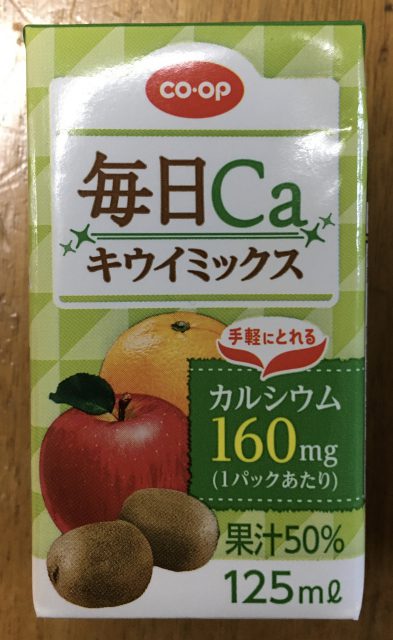 CO·OP
毎日Ca
キウイミックス
手軽にとれる
カルシウム
160mg
(1パックあたり)
果汁50%
125mℓ